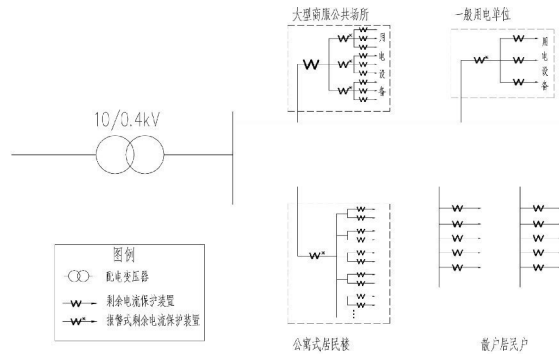 大型商服公共场所
一般用电单位
用电设备
用电设备
10/0.4kV
图例
配电变压器
剩余电流保护装置
报警式剩余电流保护装置
公寓式居民楼
散户居民户